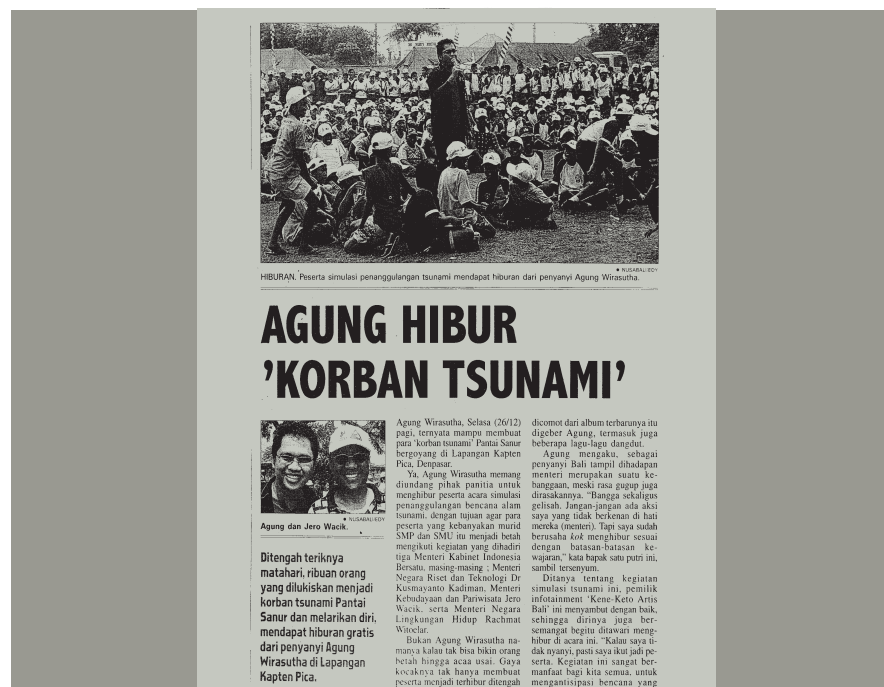 ● NUSABALI/EDY
HIBURAN. Peserta simulasi penanggulangan tsunami mendapat hiburan dari penyanyi Agung Wirasutha.
AGUNG HIBUR
'KORBAN TSUNAMI'
● NUSABALI/EDY
Agung dan Jero Wacik.
Ditengah teriknya
matahari, ribuan orang
yang dilukiskan menjadi
korban tsunami Pantai
Sanur dan melarikan diri,
mendapat hiburan gratis
dari penyanyi Agung
Wirasutha di Lapangan
Kapten Pica.
Agung Wirasutha, Selasa (26/12)
pagi, ternyata mampu membuat
para 'korban tsunami' Pantai Sanur
bergoyang di Lapangan Kapten
Pica, Denpasar.
Ya, Agung Wirasutha memang
diundang pihak panitia untuk
menghibur peserta acara simulasi
penanggulangan bencana alam
tsunami, dengan tujuan agar para
peserta yang kebanyakan murid
SMP dan SMU itu menjadi betah
mengikuti kegiatan yang dihadiri
tiga Menteri Kabinet Indonesia
Bersatu, masing-masing ; Menteri
Negara Riset dan Teknologi Dr
Kusmayanto Kadiman, Menteri
Kebudayaan dan Pariwisata Jero
Wacik, serta Menteri Negara
Lingkungan Hidup Rachmat
Witoelar.
Bukan Agung Wirasutha na-
manya kalau tak bisa bikin orang
betah hingga acaa usai. Gaya
kocaknya tak hanya membuat
peserta menjadi terhibur ditengah
dicomot dari album terbarunya itu
digeber Agung, termasuk juga
beberapa lagu-lagu dangdut.
Agung mengaku, sebagai
penyanyi Bali tampil dihadapan
menteri merupakan suatu ke-
banggaan, meski rasa gugup juga
dirasakannya. "Bangga sekaligus
gelisah. Jangan-jangan ada aksi
saya yang tidak berkenan di hati
mereka (menteri). Tapi saya sudah
berusaha kok menghibur sesuai
dengan batasan-batasan ke-
wajaran," kata bapak satu putri ini,
sambil tersenyum.
Ditanya tentang kegiatan
simulasi tsunami ini, pemilik
infotainment 'Kene-Keto Artis
Bali' ini menyambut dengan baik,
sehingga dirinya juga ber-
semangat begitu ditawari meng-
hibur di acara ini. "Kalau saya ti-
dak nyanyi, pasti saya ikut jadi pe-
serta. Kegiatan ini sangat ber-
manfaat bagi kita semua, untuk
mengantisipasi bencana yang